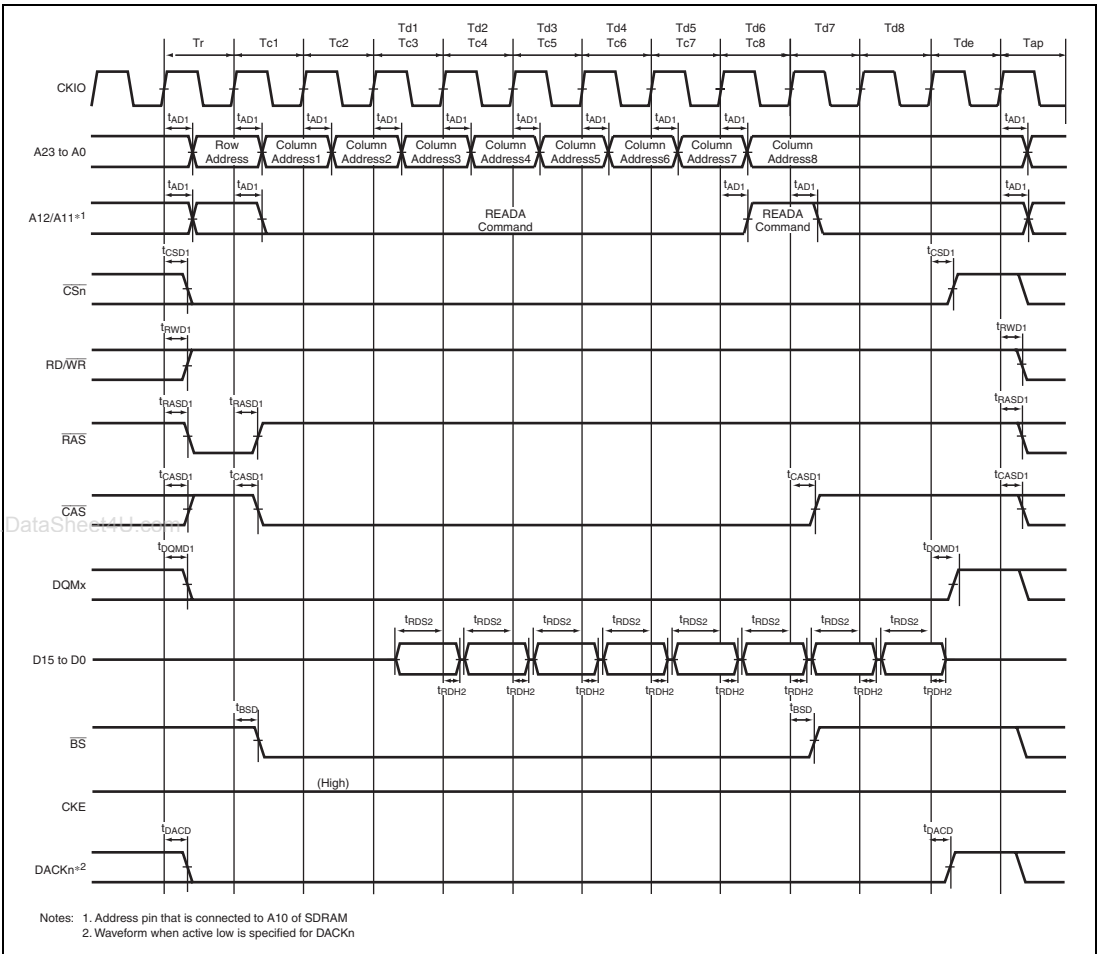 Td1 Td2 Td3 Td4 Td5 Td6
Tr Tc1 Tc2 Tc3 Tc4 Tc5 Tc6 Tc7 Tc8 Td7 Td8 Tde Tap
CKIO
tAD1 tAD1 tAD1 tAD1 tAD1 tAD1 tAD1 tAD1 tAD1 tAD1
A23 to A0
Row Address
Column Address1
Column Address2
Column Address3
Column Address4
Column Address5
Column Address6
Column Address7
Column Address8
tAD1 tAD1 tAD1 tAD1 tAD1
A12/A11*1
READA Command
READA Command
tCSD1 tCSD1
CSn
tRWD1 tRWD1
RD/WR
tRASD1 tRASD1 tRASD1
RAS
tCASD1 tCASD1 tCASD1 tCASD1
CAS
DataSheet4U.com
tDQMD1 tDQMD1
DQMx
tRDS2 tRDS2 tRDS2 tRDS2 tRDS2 tRDS2 tRDS2 tRDS2
D15 to D0
tRDH2 tRDH2 tRDH2 tRDH2 tRDH2 tRDH2 tRDH2 tRDH2
tBSD tBSD
BS
(High)
CKE
tDACD tDACD
DACKn*2
Notes: 1. Address pin that is connected to A10 of SDRAM
2. Waveform when active low is specified for DACKn